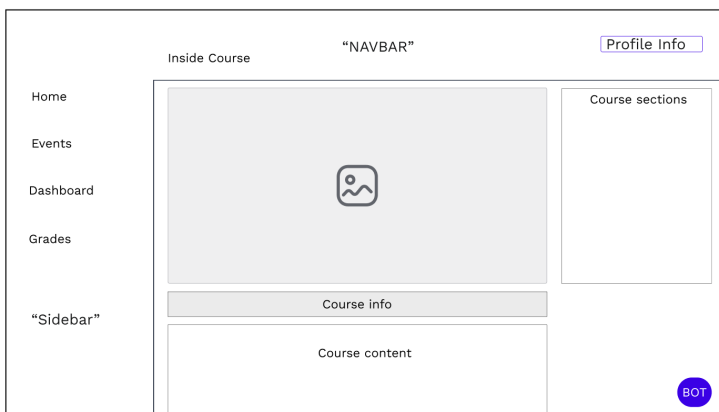 “NAVBAR”
Profile Info
Inside Course
Home
Events
Dashboard
Grades
“Sidebar”
Course sections
Course info
Course content
BOT